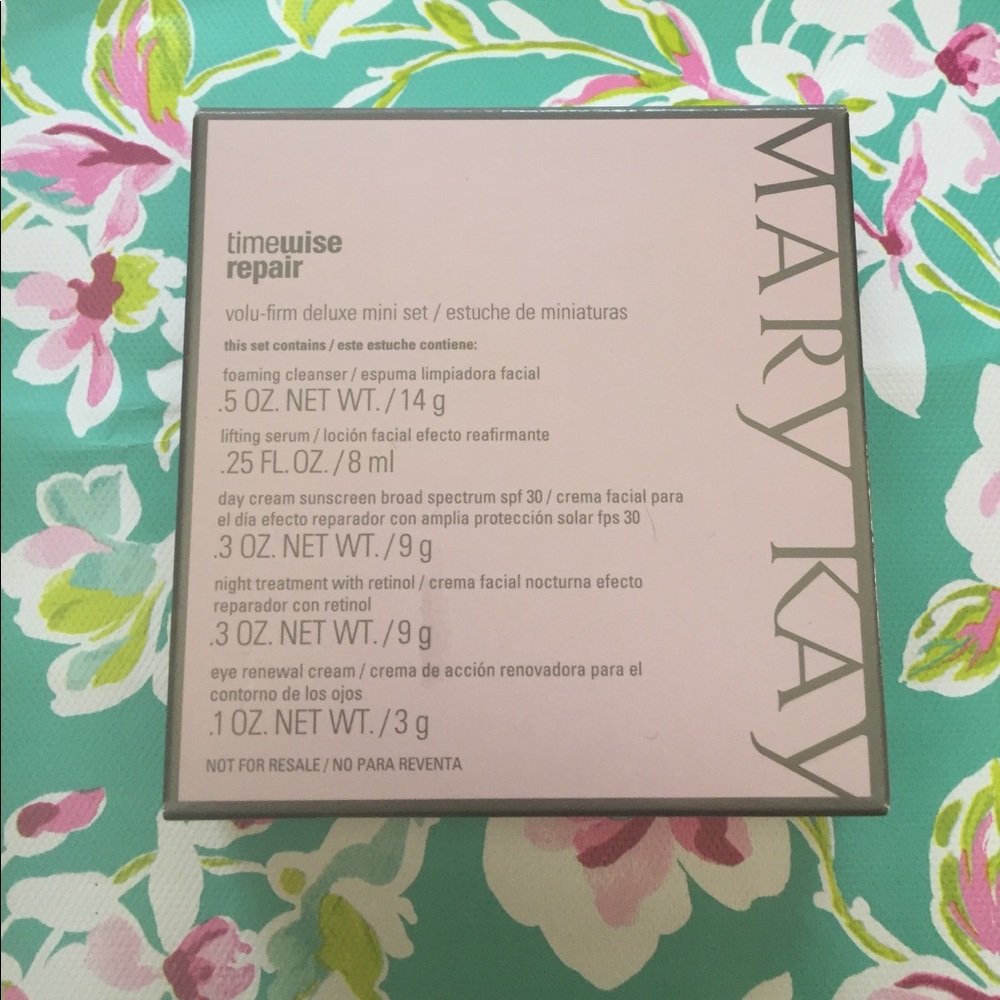 timewise
repair
volu-firm deluxe mini set / estuche de miniaturas
this set contains / este estuche contiene:
foaming cleanser / espuma limpiadora facial
.5 OZ. NET WT. / 14 g
lifting serum / loción facial efecto reafirmante
.25 FL. OZ. / 8 ml
day cream sunscreen broad spectrum spf 30 / crema facial para
el día efecto reparador con amplia protección solar fps 30
.3 OZ. NET WT. / 9 g
night treatment with retinol / crema facial nocturna efecto
reparador con retinol
.3 OZ. NET WT. / 9 g
eye renewal cream / crema de acción renovadora para el
contorno de los ojos
.1 OZ. NET WT. / 3 g
NOT FOR RESALE / NO PARA REVENTA
MARY KAY